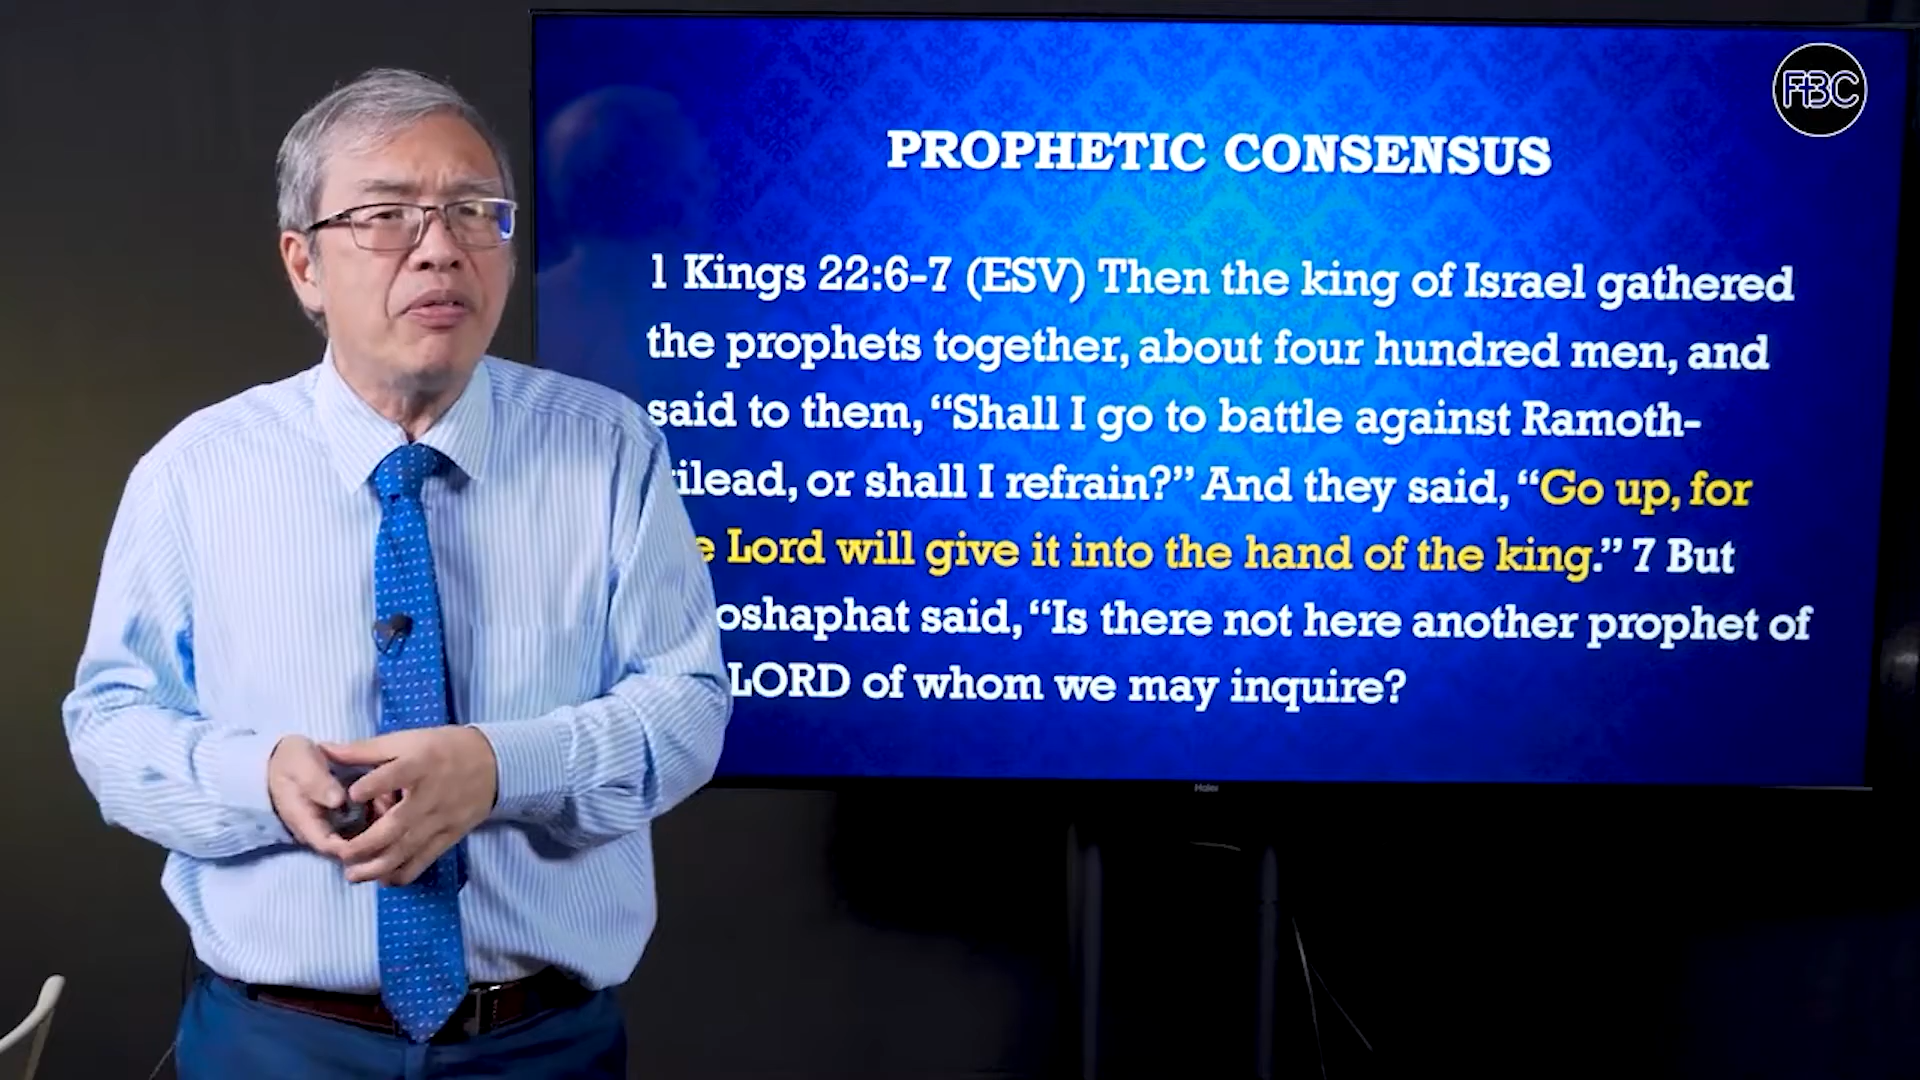 FBC
PROPHETIC CONSENSUS
1 Kings 22:6-7 (ESV) Then the king of Israel gathered
the prophets together, about four hundred men, and
said to them, “Shall I go to battle against Ramoth-
ilead, or shall I refrain?” And they said, “Go up, for
e Lord will give it into the hand of the king.” 7 But
oshaphat said, “Is there not here another prophet of
LORD of whom we may inquire?
Haier